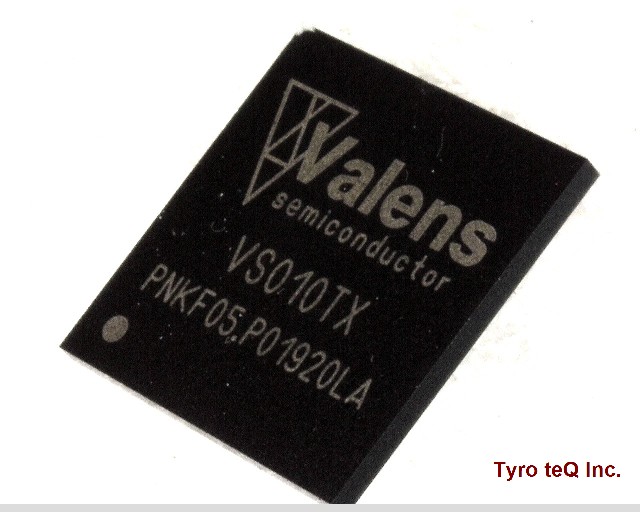 Valens
semiconductor
VS010TX
PNKF05.P01920LA
Tyro teQ Inc.